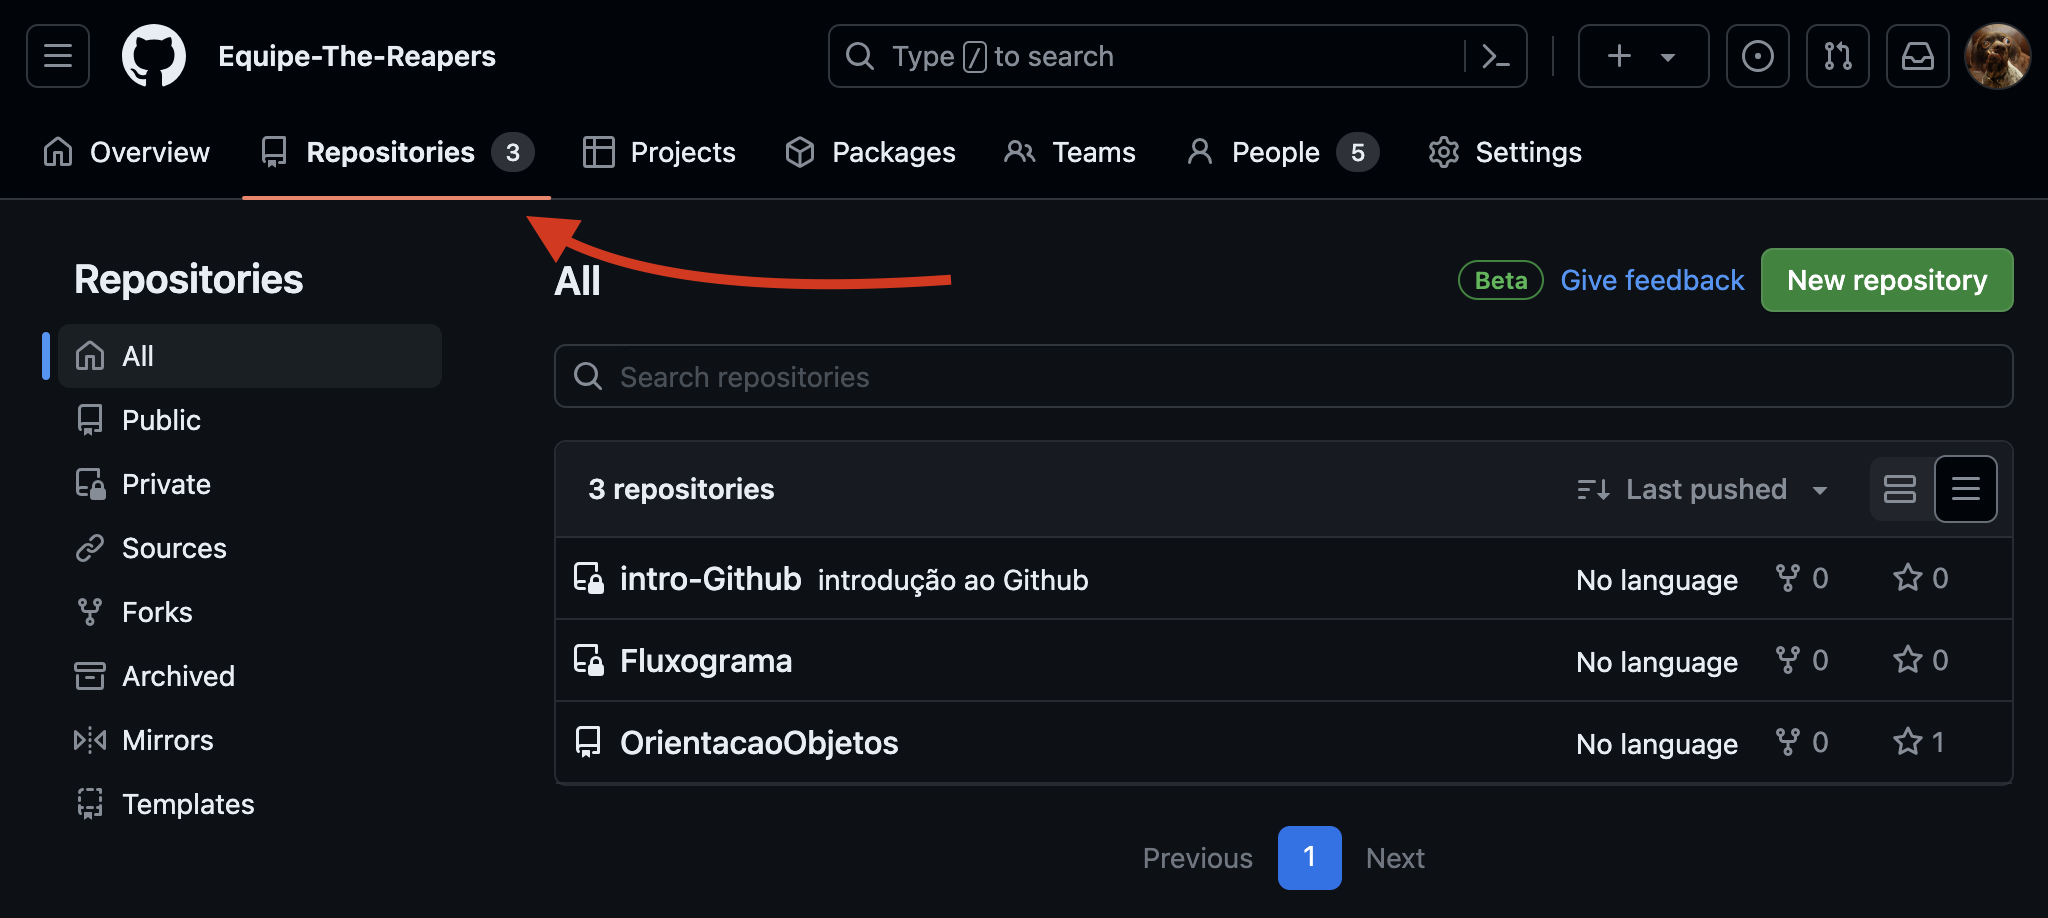 Equipe-The-Reapers
Type / to search
Overview Repositories 3 Projects Packages Teams People 5 Settings
Repositories
All
Public
Private
Sources
Forks
Archived
Mirrors
Templates
All Beta Give feedback New repository
Search repositories
3 repositories Last pushed
intro-Github introdução ao Github No language 0 0
Fluxograma No language 0 0
OrientacaoObjetos No language 0 1
Previous 1 Next